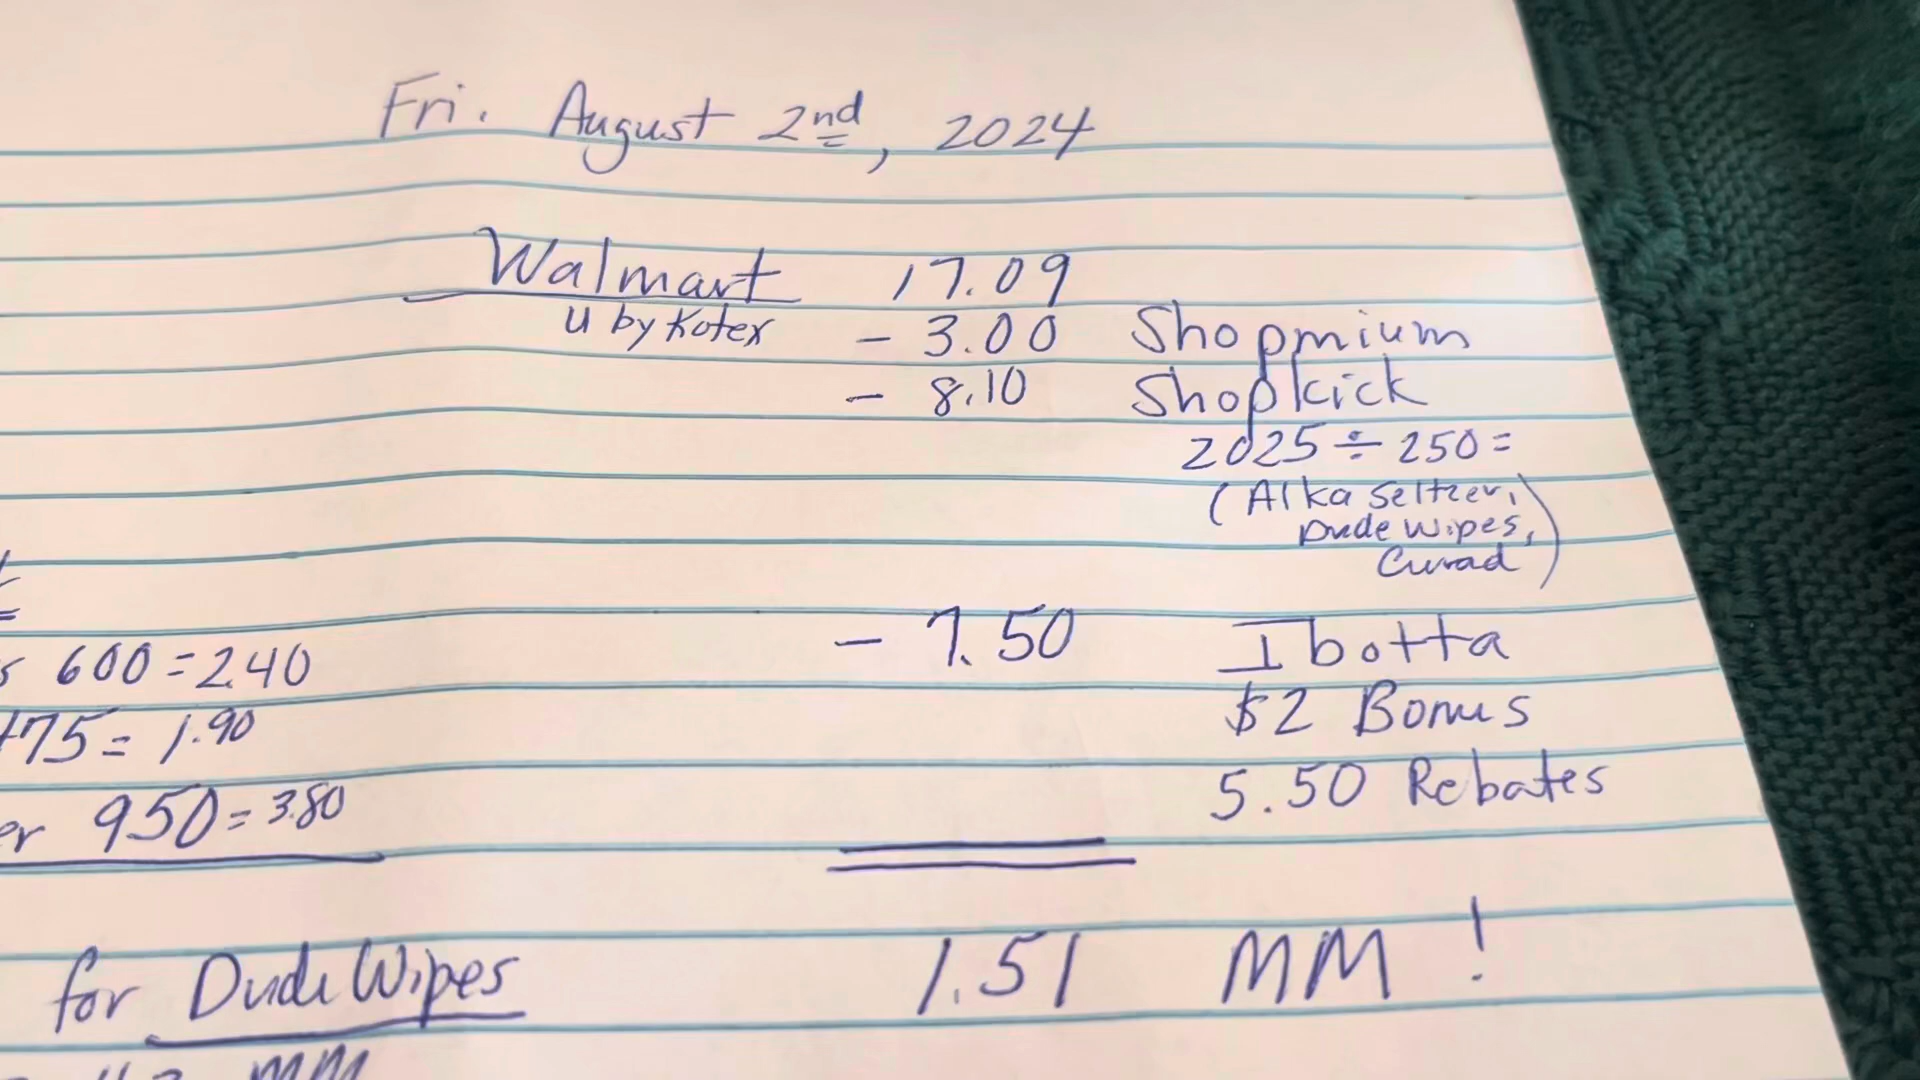 Fri. August 2nd, 2024
Walmart 17.09
U by Kotex - 3.00 Shopmium
- 8.10 Shopkick
2025 ÷ 250 =
(Alka Seltzer,
Dude Wipes,
Curad)
- 7.50 Ibotta
600 = 2.40
$2 Bonus
475 = 1.90
5.50 Rebates
950 = 3.80
for Dude Wipes 1.51 MM!
MM